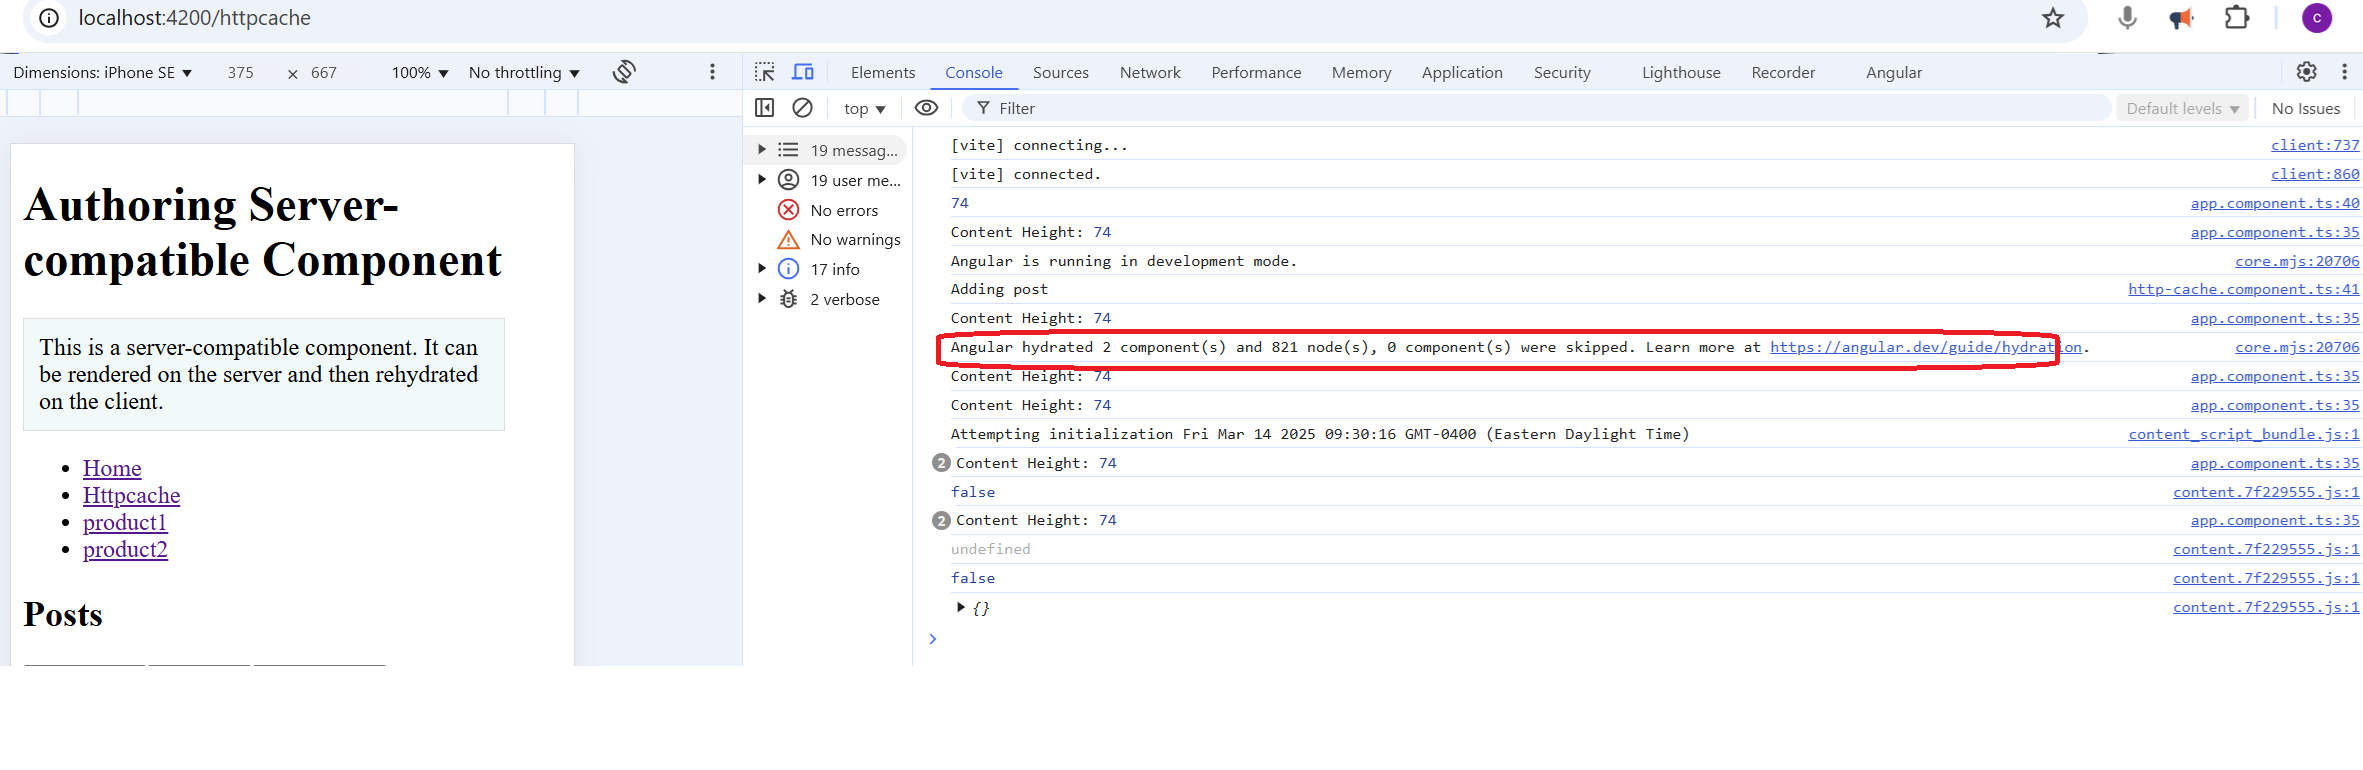 localhost:4200/httpcache
C
Dimensions: iPhone SE ▼ 375 × 667 100% ▼ No throttling ▼
Elements Console Sources Network Performance Memory Application Security Lighthouse Recorder Angular
top ▼ Filter Default levels ▼ No Issues
Authoring Server-
compatible Component
This is a server-compatible component. It can
be rendered on the server and then rehydrated
on the client.
Home
Httpcache
product1
product2
Posts
19 messag...
19 user me...
No errors
No warnings
17 info
2 verbose
[vite] connecting... client:737
[vite] connected. client:860
74 app.component.ts:40
Content Height: 74 app.component.ts:35
Angular is running in development mode. core.mjs:20706
Adding post http-cache.component.ts:41
Content Height: 74 app.component.ts:35
Angular hydrated 2 component(s) and 821 node(s), 0 component(s) were skipped. Learn more at https://angular.dev/guide/hydration. core.mjs:20706
Content Height: 74 app.component.ts:35
Content Height: 74 app.component.ts:35
Attempting initialization Fri Mar 14 2025 09:30:16 GMT-0400 (Eastern Daylight Time) content_script_bundle.js:1
2 Content Height: 74 app.component.ts:35
false content.7f229555.js:1
2 Content Height: 74 app.component.ts:35
undefined content.7f229555.js:1
false content.7f229555.js:1
{} content.7f229555.js:1